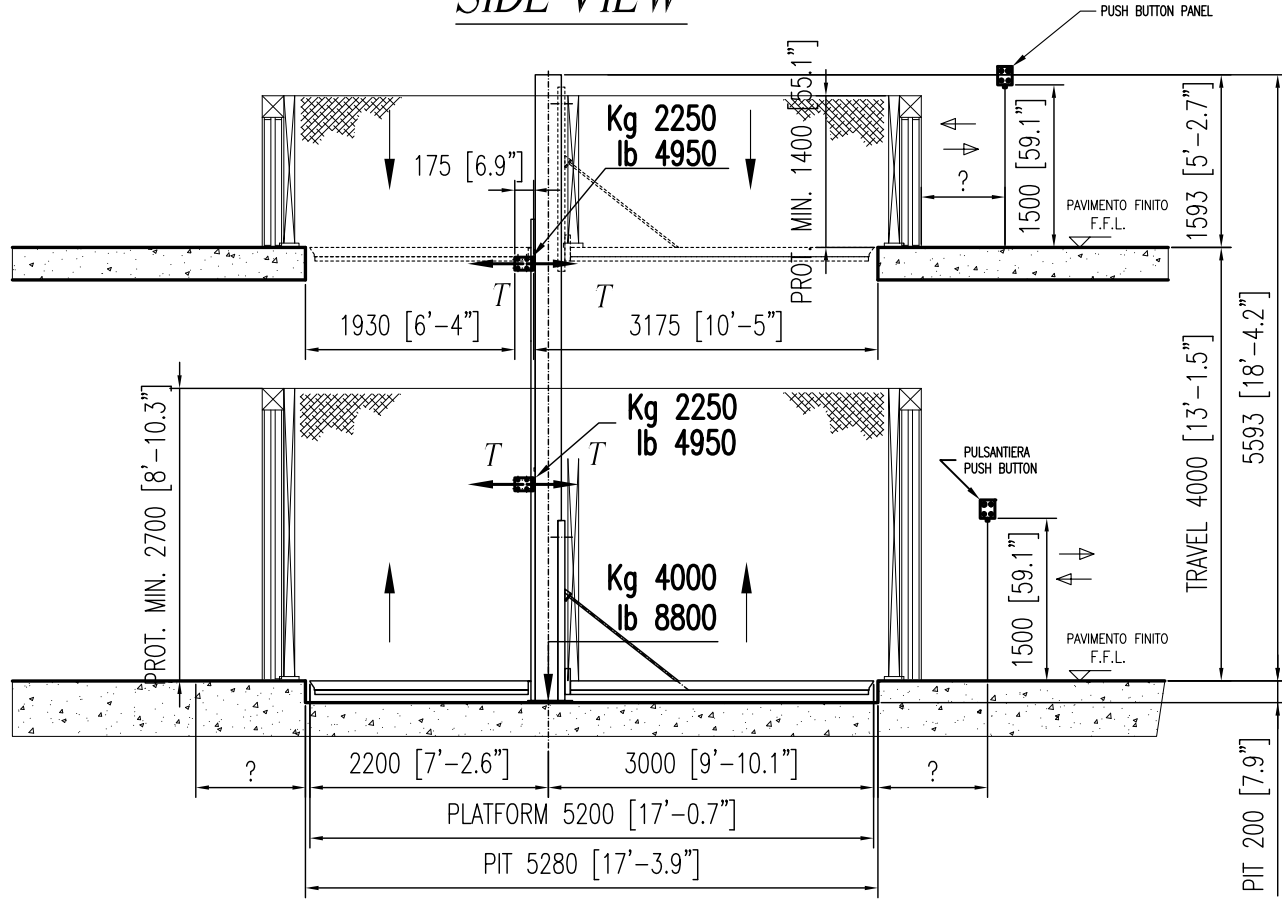 SIDE VIEW
PUSH BUTTON PANEL
Kg 2250
lb 4950
175 [6.9”]
PROT. MIN. 1400 [55.1”]
?
1500 [59.1”]
PAVIMENTO FINITO
F.F.L.
1593 [5’-2.7”]
T
T
1930 [6’-4”]
3175 [10’-5”]
PROT. MIN. 2700 [8’-10.3”]
Kg 2250
lb 4950
T
T
PULSANTIERA
PUSH BUTTON
TRAVEL 4000 [13’-1.5”]
5593 [18’-4.2”]
Kg 4000
lb 8800
1500 [59.1”]
PAVIMENTO FINITO
F.F.L.
?
2200 [7’-2.6”]
3000 [9’-10.1”]
?
PLATFORM 5200 [17’-0.7”]
PIT 5280 [17’-3.9”]
PIT 200 [7.9”]